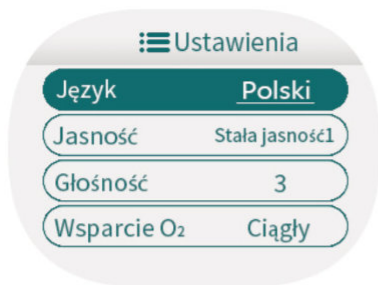 Ustawienia
Język Polski
Jasność Stała jasność1
Głośność 3
Wsparcie O₂ Ciągły